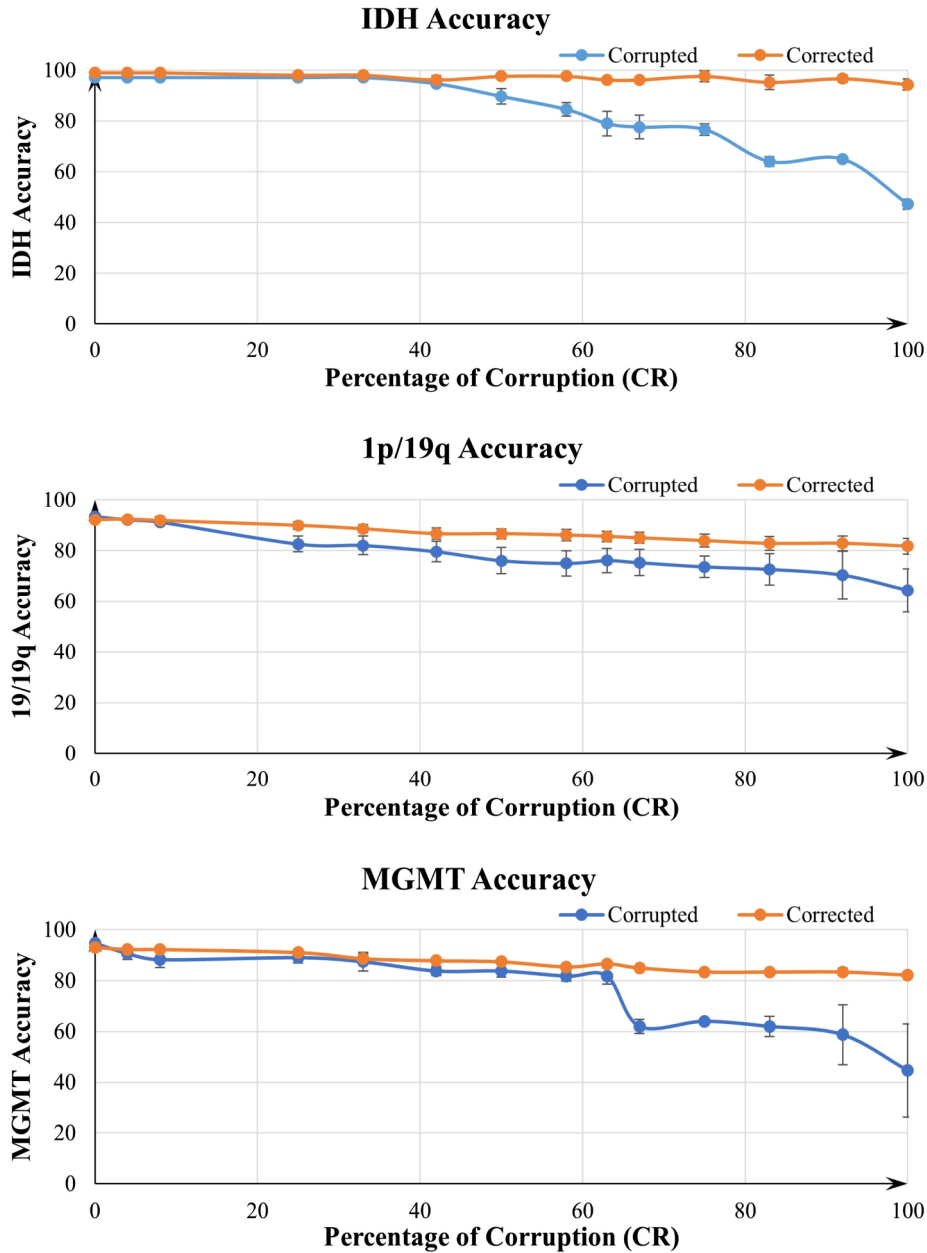 IDH Accuracy
Corrupted Corrected
100
80
60
40
20
0
IDH Accuracy
0 20 40 60 80 100
Percentage of Corruption (CR)
1p/19q Accuracy
Corrupted Corrected
100
80
60
40
20
0
19/19q Accuracy
0 20 40 60 80 100
Percentage of Corruption (CR)
MGMT Accuracy
Corrupted Corrected
100
80
60
40
20
0
MGMT Accuracy
0 20 40 60 80 100
Percentage of Corruption (CR)